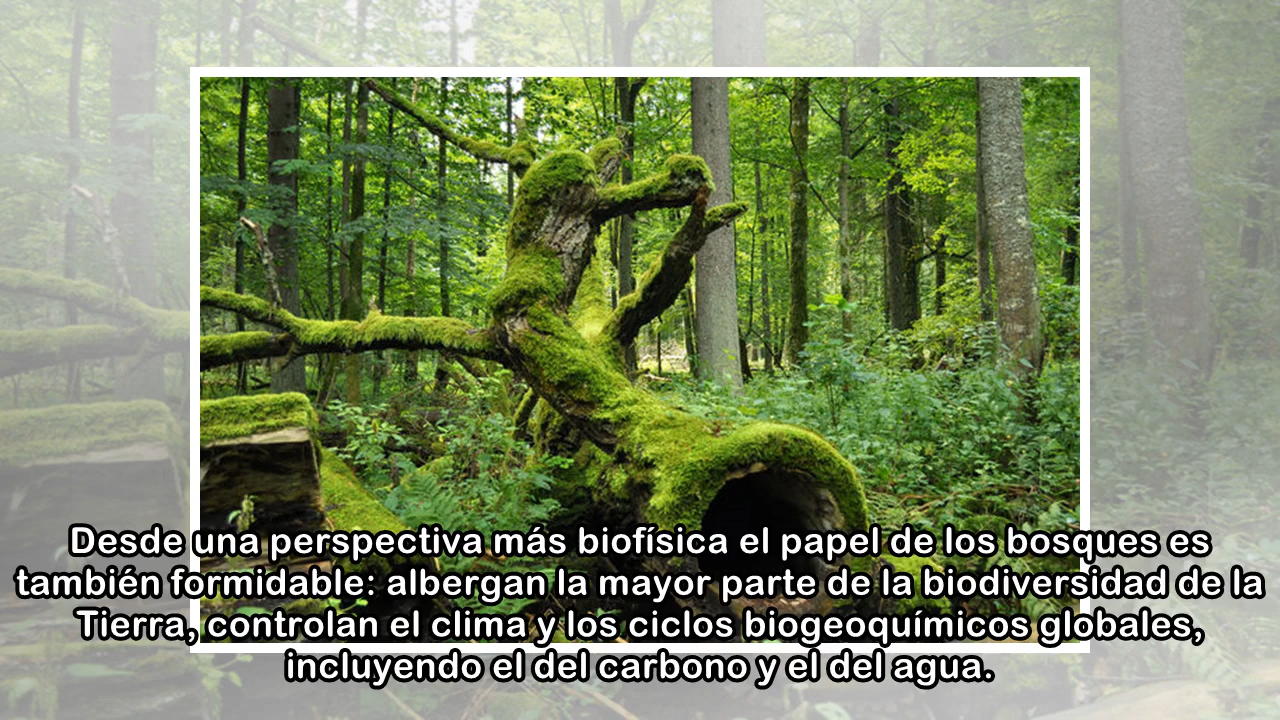 Desde una perspectiva más biofísica el papel de los bosques es
también formidable: albergan la mayor parte de la biodiversidad de la
Tierra, controlan el clima y los ciclos biogeoquímicos globales,
incluyendo el del carbono y el del agua.